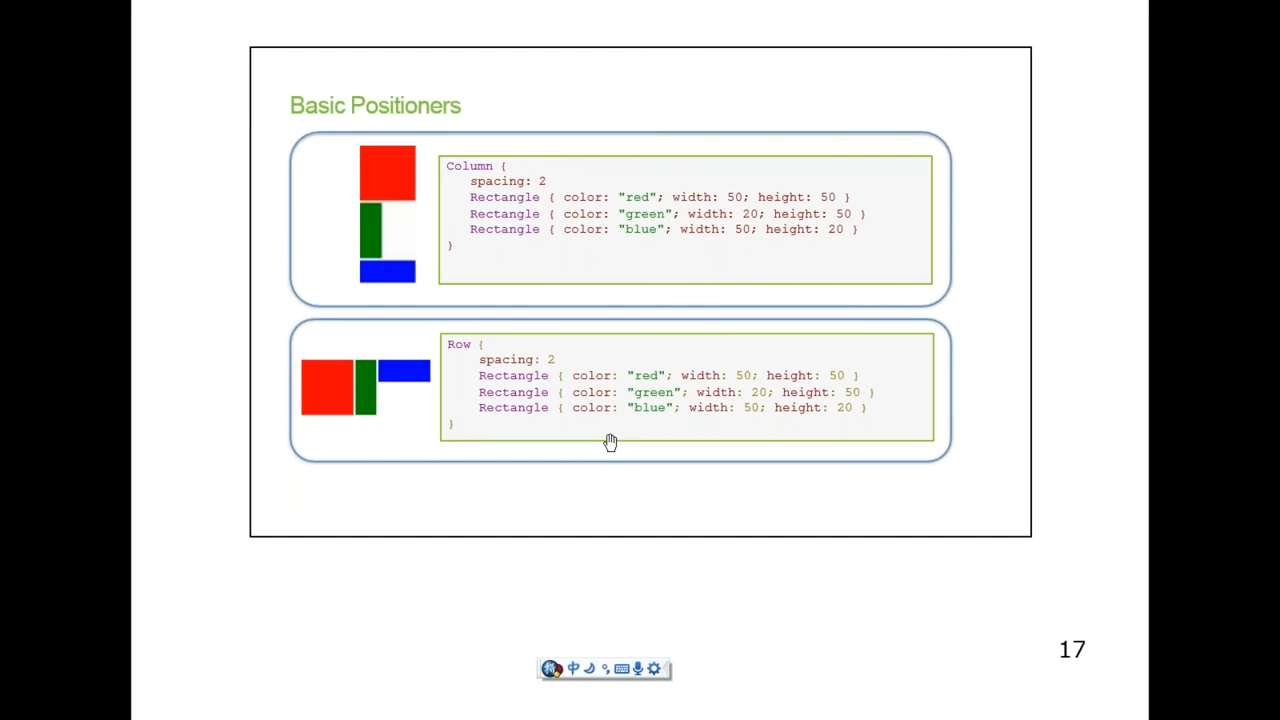 Basic Positioners
Column {
spacing: 2
Rectangle { color: "red"; width: 50; height: 50 }
Rectangle { color: "green"; width: 20; height: 50 }
Rectangle { color: "blue"; width: 50; height: 20 }
}
Row {
spacing: 2
Rectangle { color: "red"; width: 50; height: 50 }
Rectangle { color: "green"; width: 20; height: 50 }
Rectangle { color: "blue"; width: 50; height: 20 }
}
17
中